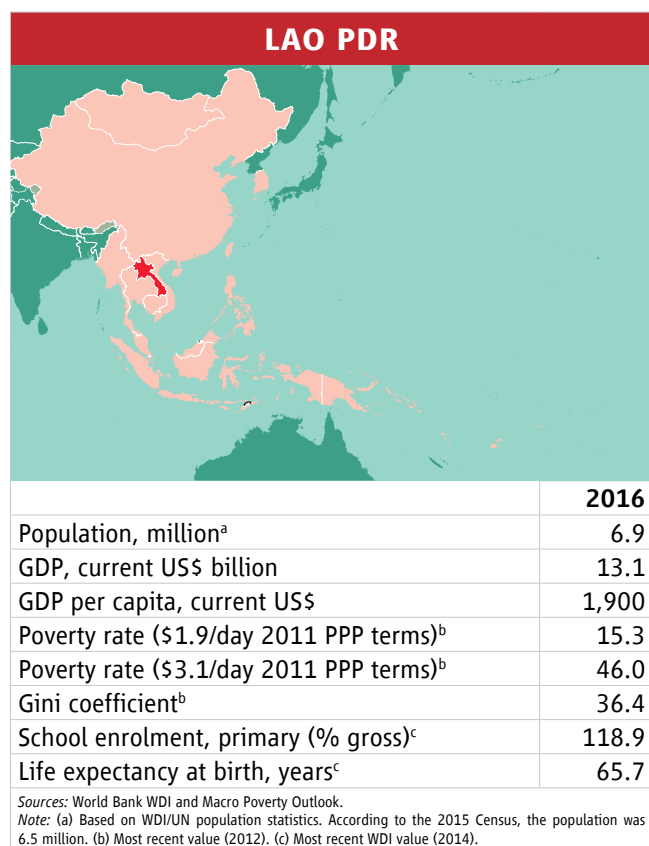 LAO PDR
2016
Population, millionᵃ 6.9
GDP, current US$ billion 13.1
GDP per capita, current US$ 1,900
Poverty rate ($1.9/day 2011 PPP terms)ᵇ 15.3
Poverty rate ($3.1/day 2011 PPP terms)ᵇ 46.0
Gini coefficientᵇ 36.4
School enrolment, primary (% gross)ᶜ 118.9
Life expectancy at birth, yearsᶜ 65.7
Sources: World Bank WDI and Macro Poverty Outlook.
Note: (a) Based on WDI/UN population statistics. According to the 2015 Census, the population was
6.5 million. (b) Most recent value (2012). (c) Most recent WDI value (2014).